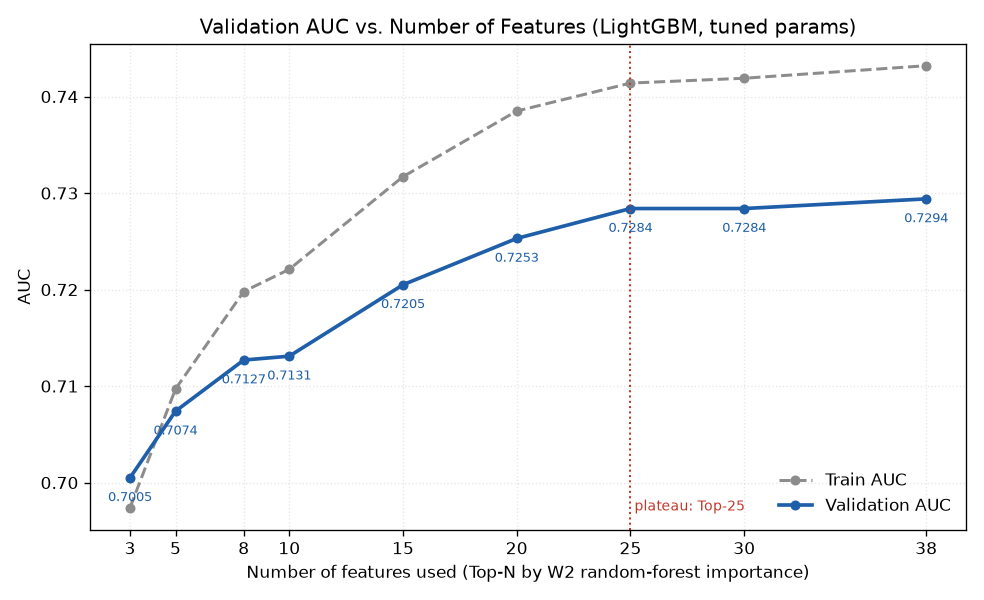 Validation AUC vs. Number of Features (LightGBM, tuned params)
AUC
0.74
0.73
0.72
0.71
0.70
0.7005
0.7074
0.7127
0.7131
0.7205
0.7253
0.7284
0.7284
0.7294
plateau: Top-25
Train AUC
Validation AUC
3 5 8 10 15 20 25 30 38
Number of features used (Top-N by W2 random-forest importance)